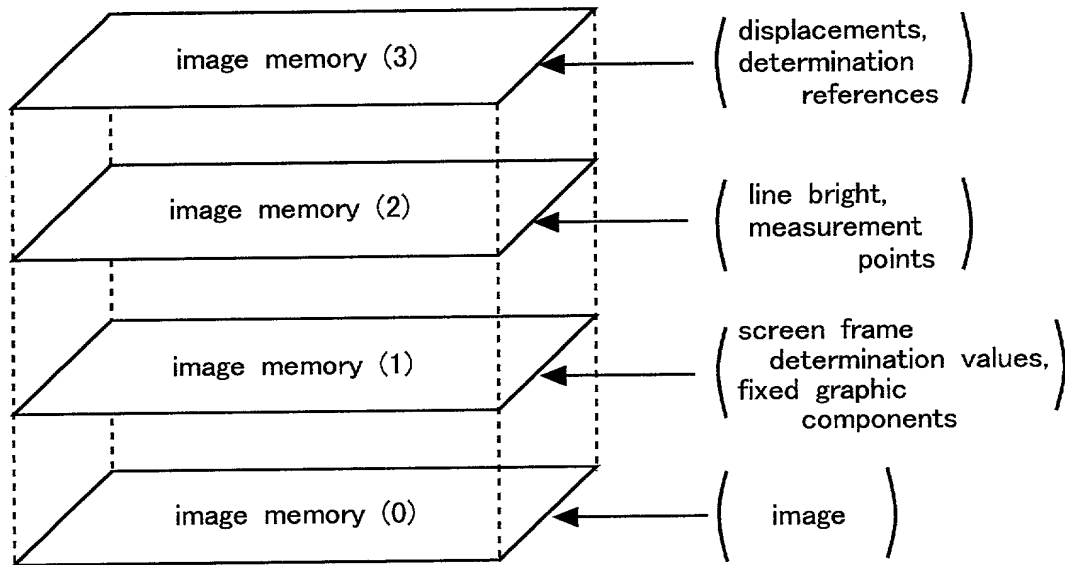 image memory (3)
displacements,
determination
references
image memory (2)
line bright,
measurement
points
image memory (1)
screen frame
determination values,
fixed graphic
components
image memory (0)
image